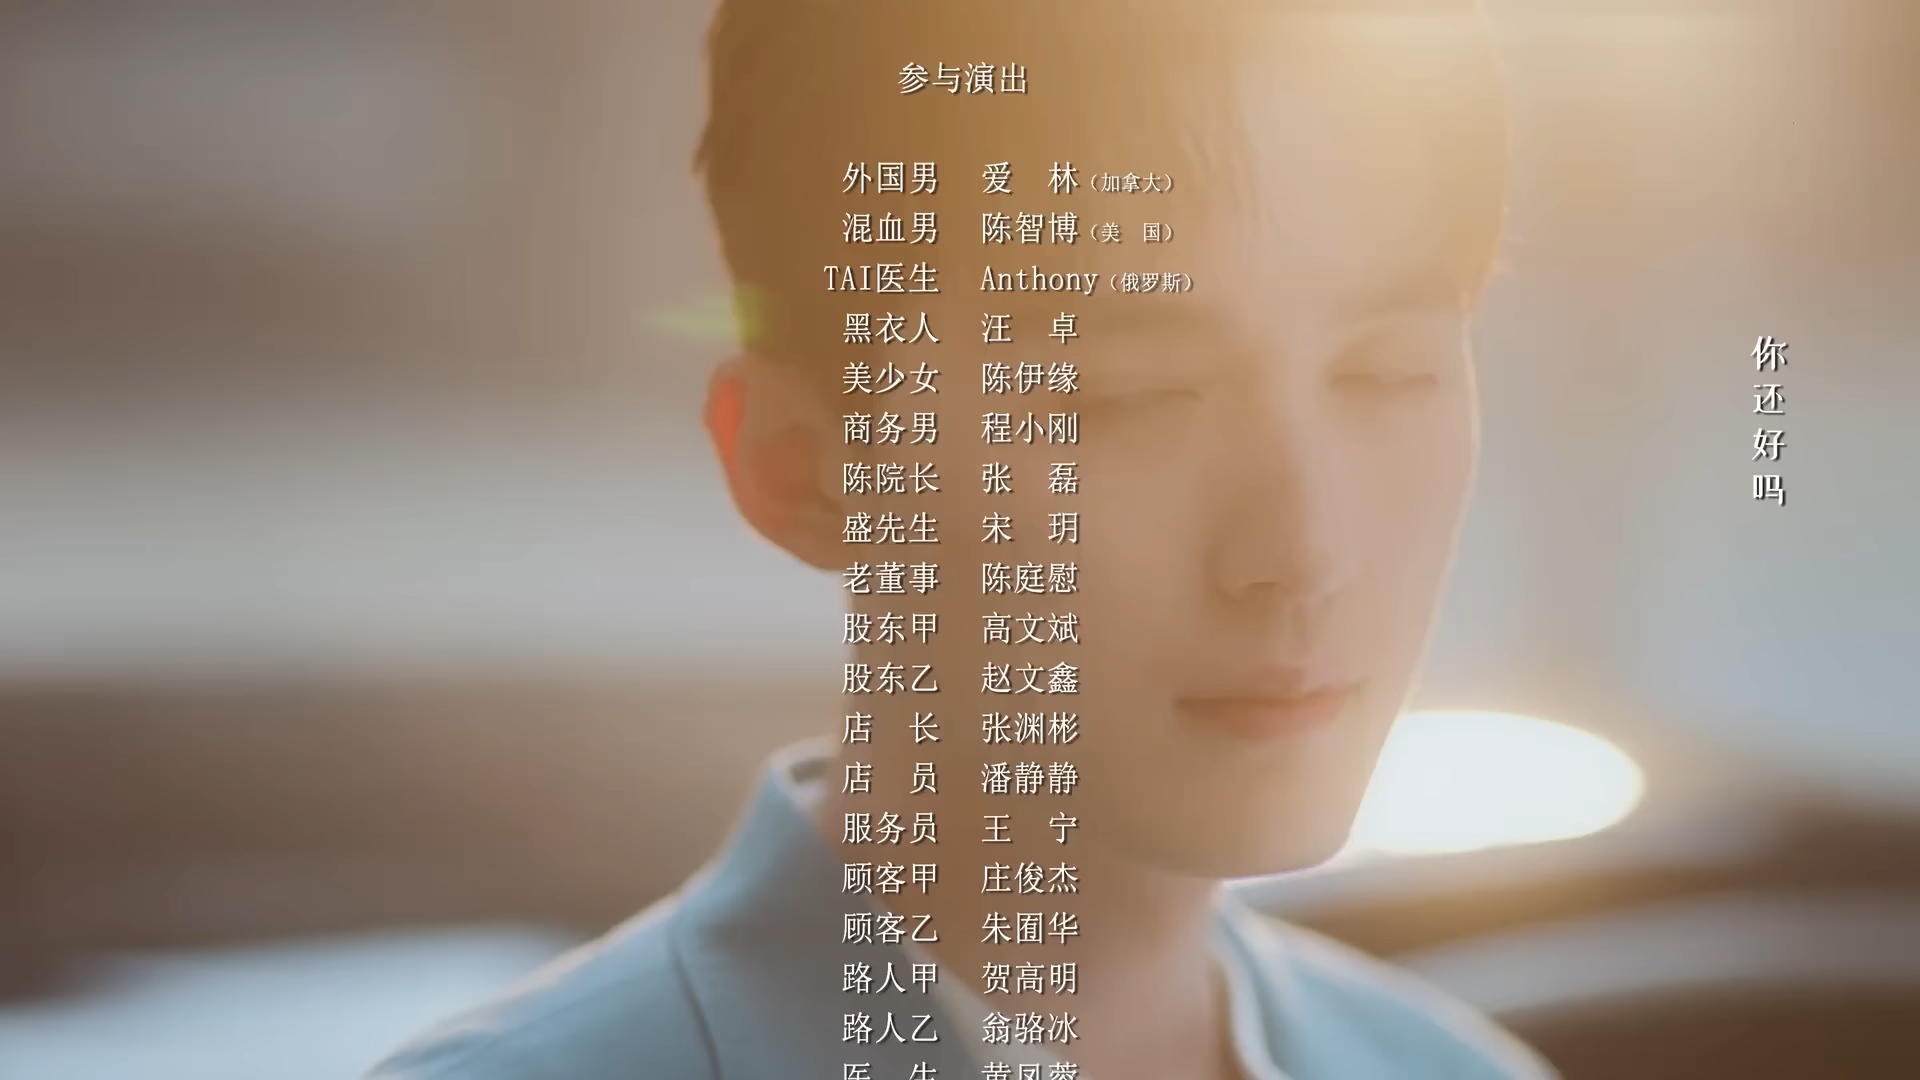 参与演出
外国男 爱 林（加拿大）
混血男 陈智博（美 国）
TAI医生 Anthony（俄罗斯）
黑衣人 汪 卓
美少女 陈伊缘
商务男 程小刚
陈院长 张 磊
盛先生 宋 玥
老董事 陈庭慰
股东甲 高文斌
股东乙 赵文鑫
店 长 张渊彬
店 员 潘静静
服务员 王 宁
顾客甲 庄俊杰
顾客乙 朱囿华
路人甲 贺高明
路人乙 翁骆冰
医 生 黄凤
你还好吗